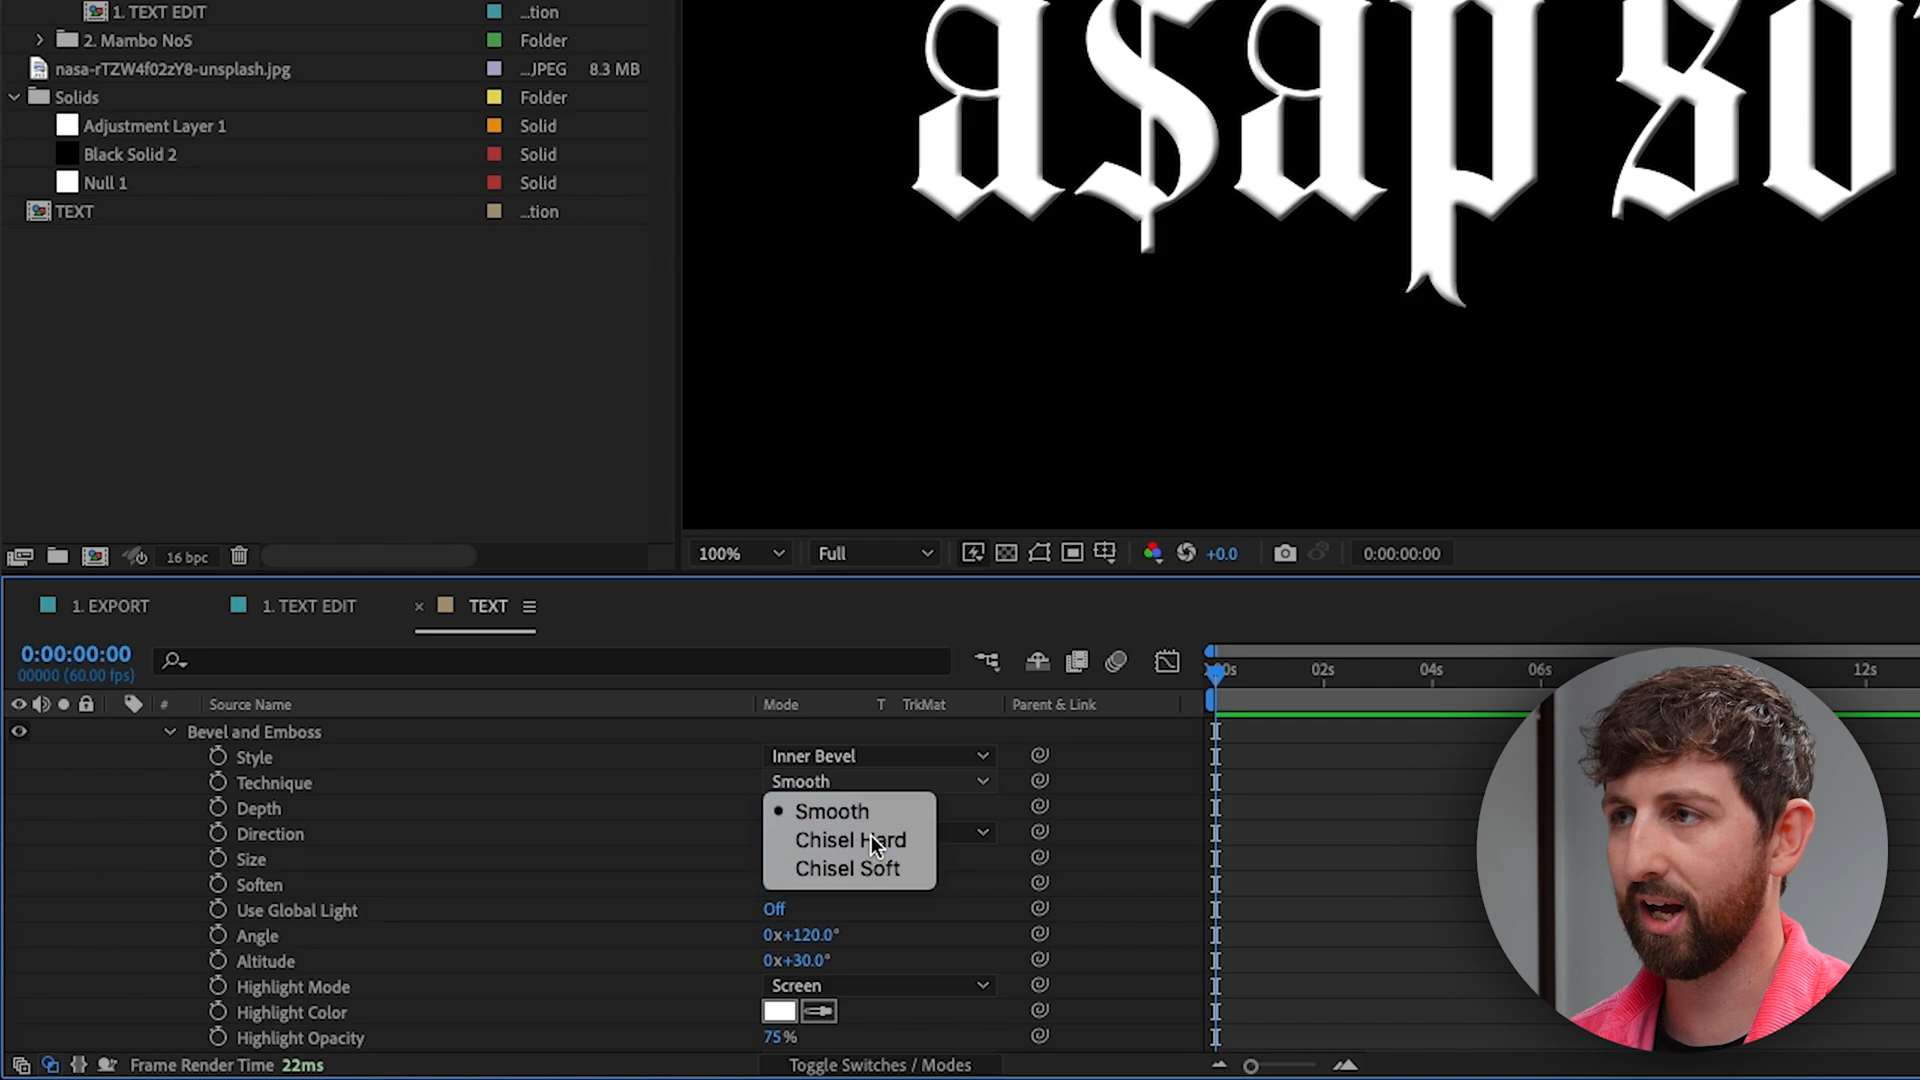 1. TEXT EDIT ...tion
2. Mambo No5 Folder
nasa-rTZW4f02zY8-unsplash.jpg ...JPEG 8.3 MB
Solids Folder
Adjustment Layer 1 Solid
Black Solid 2 Solid
Null 1 Solid
TEXT ...tion
a$ap so
16 bpc
100% Full +0.0 0:00:00:00
1. EXPORT 1. TEXT EDIT × TEXT
0:00:00:00
00000 (60.00 fps)
02s 04s 06s 12s
# Source Name Mode T TrkMat Parent & Link
Bevel and Emboss
Style Inner Bevel
Technique Smooth
Depth
Direction
Size
Soften
Smooth
Chisel Hard
Chisel Soft
Use Global Light Off
Angle 0x+120.0°
Altitude 0x+30.0°
Highlight Mode Screen
Highlight Color
Highlight Opacity 75%
Frame Render Time 22ms Toggle Switches / Modes